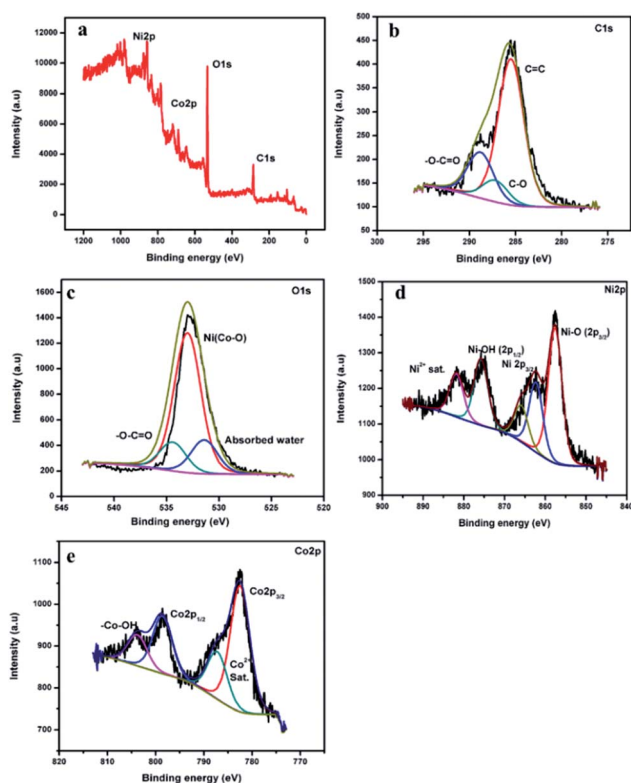 a
Ni2p
O1s
Co2p
C1s
Intensity (a.u)
12000
10000
8000
6000
4000
2000
0
1200 1000 800 600 400 200 0
Binding energy (eV)
b
C1s
C=C
-O-C=O
C-O
Intensity (a.u)
450
400
350
300
250
200
150
100
50
300 295 290 285 280 275
Binding energy (eV)
c
O1s
Ni(Co-O)
-O-C=O
Absorbed water
Intensity (a.u)
1600
1400
1200
1000
800
600
400
200
0
545 540 535 530 525 520
Binding energy (eV)
d
Ni2p
Ni-OH (2p1/2)
Ni-O (2p3/2)
Ni 2p3/2
Ni2+ sat.
Intensity (a.u)
1500
1400
1300
1200
1100
1000
900
900 890 880 870 860 850 840
Binding energy (eV)
e
Co2p
Co2p3/2
Co2p1/2
-Co-OH
Co2+
Sat.
Intensity (a.u)
1100
1000
900
800
700
820 810 800 790 780 770 760
Binding energy (eV)